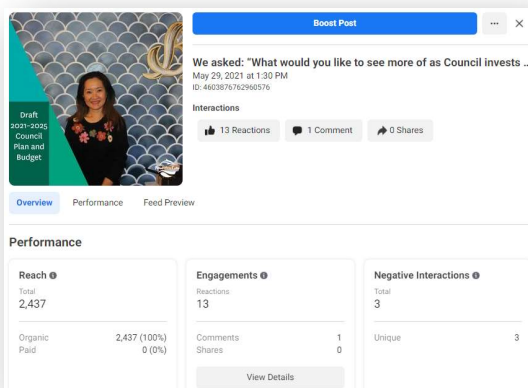 Boost Post
We asked: “What would you like to see more of as Council invests ..
May 29, 2021 at 1:30 PM
ID: 4603876762960576
Interactions
13 Reactions
1 Comment
0 Shares
Draft
2021-2025
Council
Plan and
Budget
Overview
Performance
Feed Preview
Performance
Reach
Total
2,437
Organic 2,437 (100%)
Paid 0 (0%)
Engagements
Reactions
13
Comments 1
Shares 0
View Details
Negative Interactions
Total
3
Unique 3